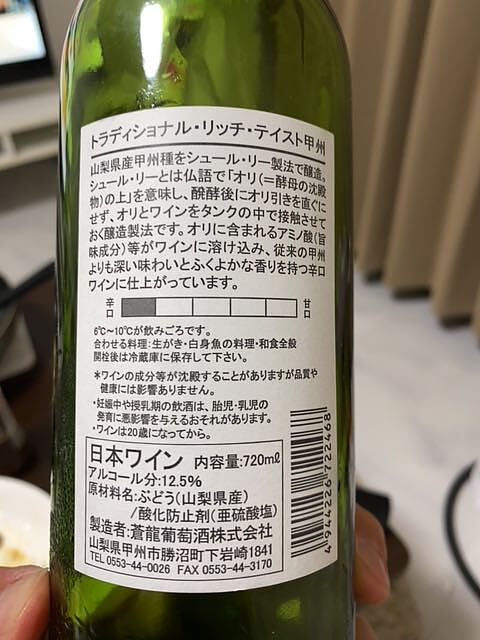 トラディショナル・リッチ・テイスト甲州
山梨県産甲州種をシュール・リー製法で醸造。
シュール・リーとは仏語で「オリ(=酵母の沈殿
物)の上」を意味し、醗酵後にオリ引きを直ぐに
せず、オリとワインをタンクの中で接触させて
おく醸造製法です。オリに含まれるアミノ酸(旨
味成分)等がワインに溶け込み、従来の甲州
よりも深い味わいとふくよかな香りを持つ辛口
ワインに仕上がっています。
辛口 甘口
6℃〜10℃が飲みごろです。
合わせる料理:生がき・白身魚の料理・和食全般
開栓後は冷蔵庫に保存して下さい。
*ワインの成分等が沈殿することがありますが品質や
健康には影響ありません。
・妊娠中や授乳期の飲酒は、胎児・乳児の
発育に悪影響を与えるおそれがあります。
・ワインは20歳になってから。
日本ワイン 内容量:720ml
アルコール分:12.5%
原材料名:ぶどう(山梨県産)
/酸化防止剤(亜硫酸塩)
製造者:蒼龍葡萄酒株式会社
山梨県甲州市勝沼町下岩崎1841
TEL 0553-44-0026 FAX 0553-44-3170
4944226722468